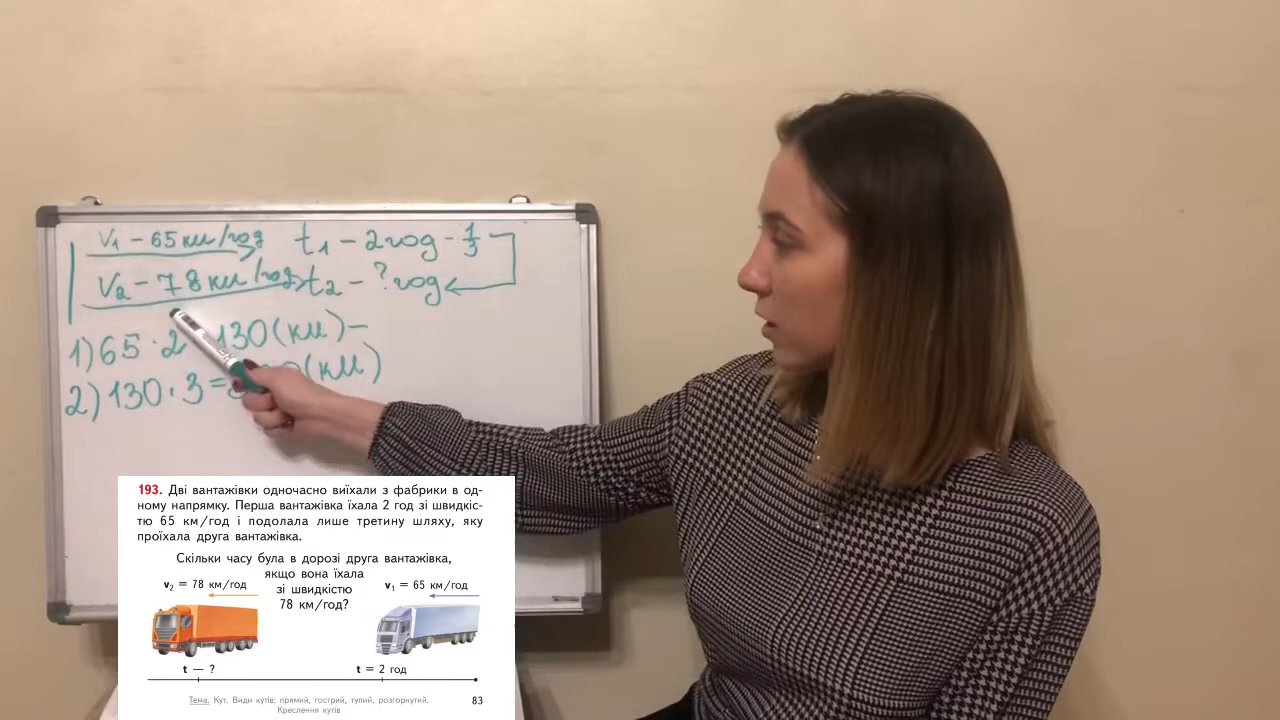 V₁ – 65 км/год t₁ – 2 год – 1/3
V₂ – 78 км/год t₂ – ? год
1) 65 · 2 130 (км) –
2) 130 · 3 = (км)
193. Дві вантажівки одночасно виїхали з фабрики в од-
ному напрямку. Перша вантажівка їхала 2 год зі швидкіс-
тю 65 км/год і подолала лише третину шляху, яку
проїхала друга вантажівка.
Скільки часу була в дорозі друга вантажівка,
якщо вона їхала
зі швидкістю
78 км/год?
v₂ = 78 км/год
v₁ = 65 км/год
t — ?
t = 2 год
Тема. Кут. Види кутів: прямий, гострий, тупий, розгорнутий.
Креслення кутів
83